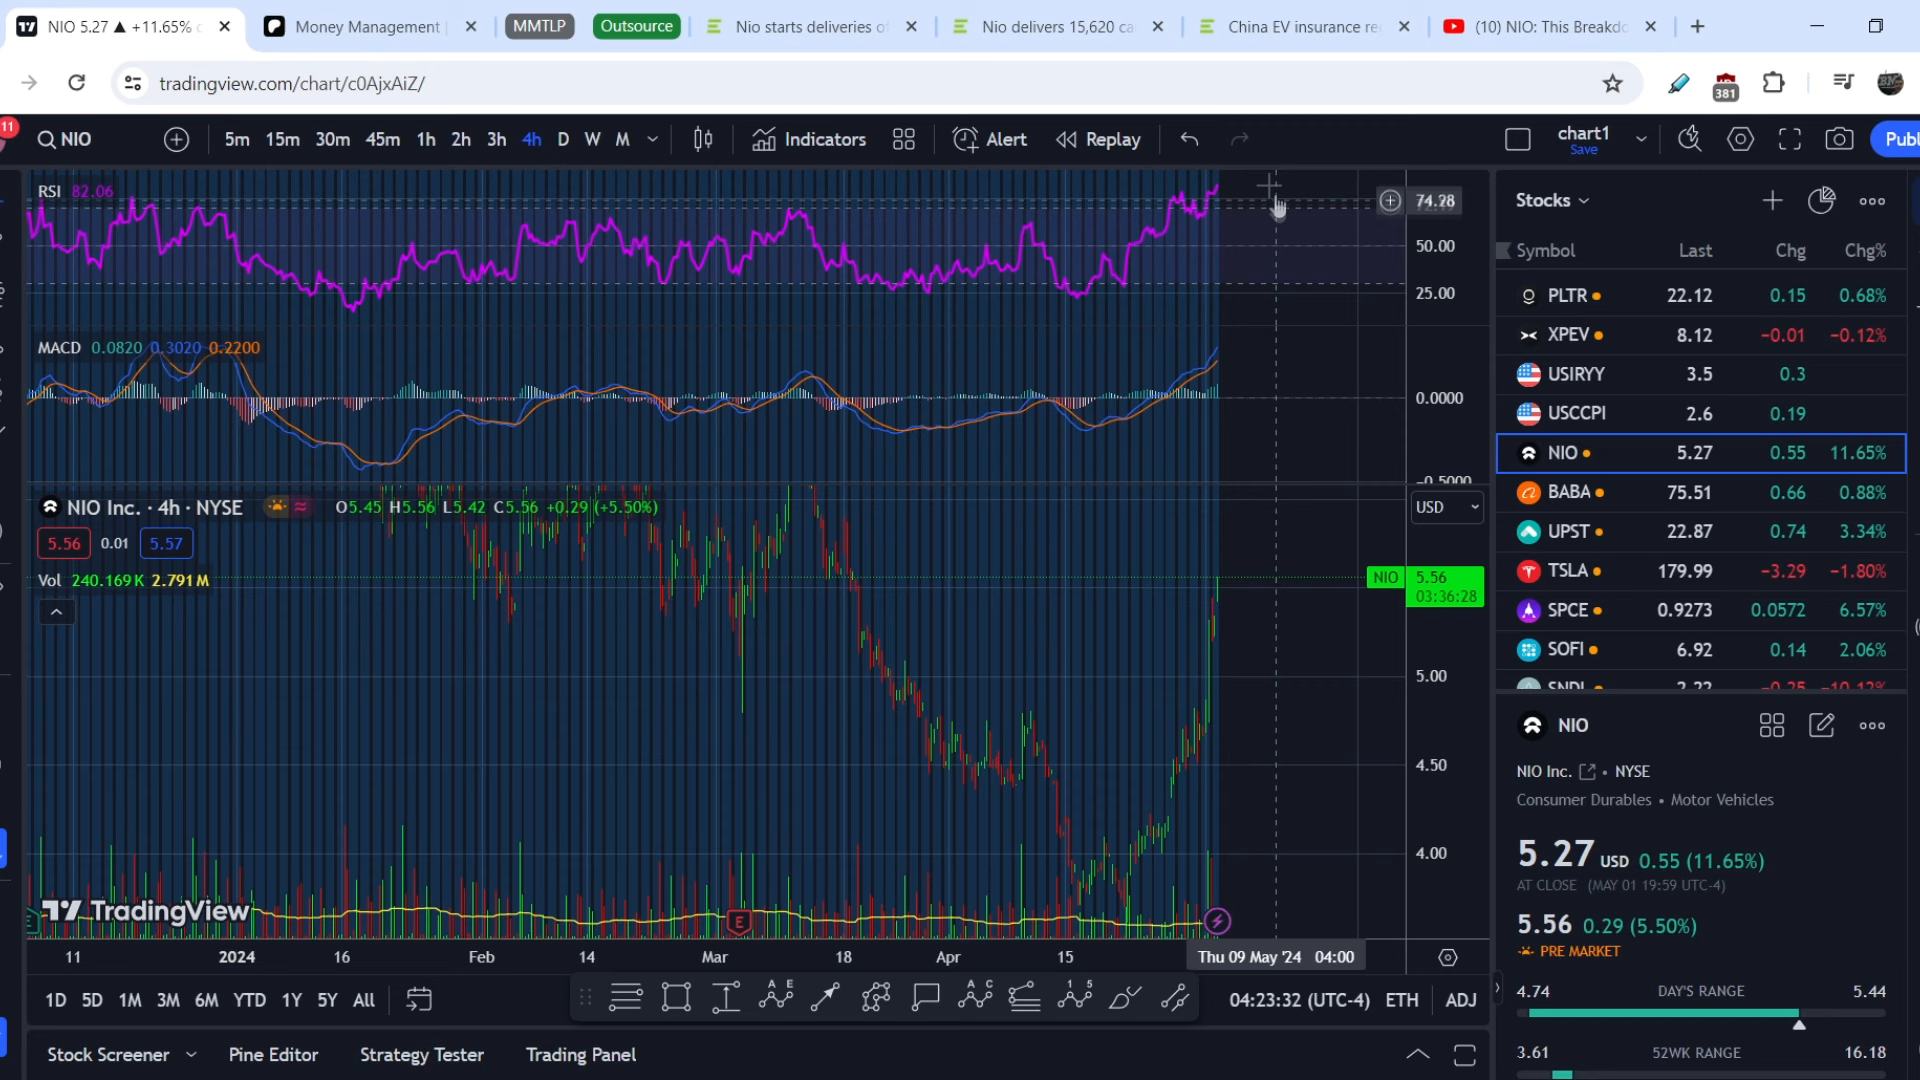 NIO 5.27 ▲ +11.65%
Money Management
MMTLP
Outsource
Nio starts deliveries of
Nio delivers 15,620 ca
China EV insurance re
(10) NIO: This Breakdo
tradingview.com/chart/c0AjxAiZ/
381
11
NIO
5m 15m 30m 45m 1h 2h 3h 4h D W M
Indicators
Alert
Replay
chart1
Save
Publ
RSI 82.06
74.28
50.00
25.00
MACD 0.0820 0.3020 0.2200
0.0000
−0.5000
NIO Inc. · 4h · NYSE
O5.45 H5.56 L5.42 C5.56 +0.29 (+5.50%)
USD
5.56 0.01 5.57
Vol 240.169K 2.791M
NIO 5.56
03:36:28
5.00
4.50
4.00
TradingView
E
11 2024 16 Feb 14 Mar 18 Apr 15
Thu 09 May '24 04:00
1D 5D 1M 3M 6M YTD 1Y 5Y All
04:23:32 (UTC-4) ETH ADJ
Stock Screener
Pine Editor
Strategy Tester
Trading Panel
Stocks
Symbol Last Chg Chg%
PLTR 22.12 0.15 0.68%
XPEV 8.12 −0.01 −0.12%
USIRYY 3.5 0.3
USCCPI 2.6 0.19
NIO 5.27 0.55 11.65%
BABA 75.51 0.66 0.88%
UPST 22.87 0.74 3.34%
TSLA 179.99 −3.29 −1.80%
SPCE 0.9273 0.0572 6.57%
SOFI 6.92 0.14 2.06%
SNDL 2.22 −0.25 −10.12%
NIO
NIO Inc. • NYSE
Consumer Durables • Motor Vehicles
5.27 USD 0.55 (11.65%)
AT CLOSE (MAY 01 19:59 UTC-4)
5.56 0.29 (5.50%)
PRE MARKET
4.74 DAY'S RANGE 5.44
3.61 52WK RANGE 16.18